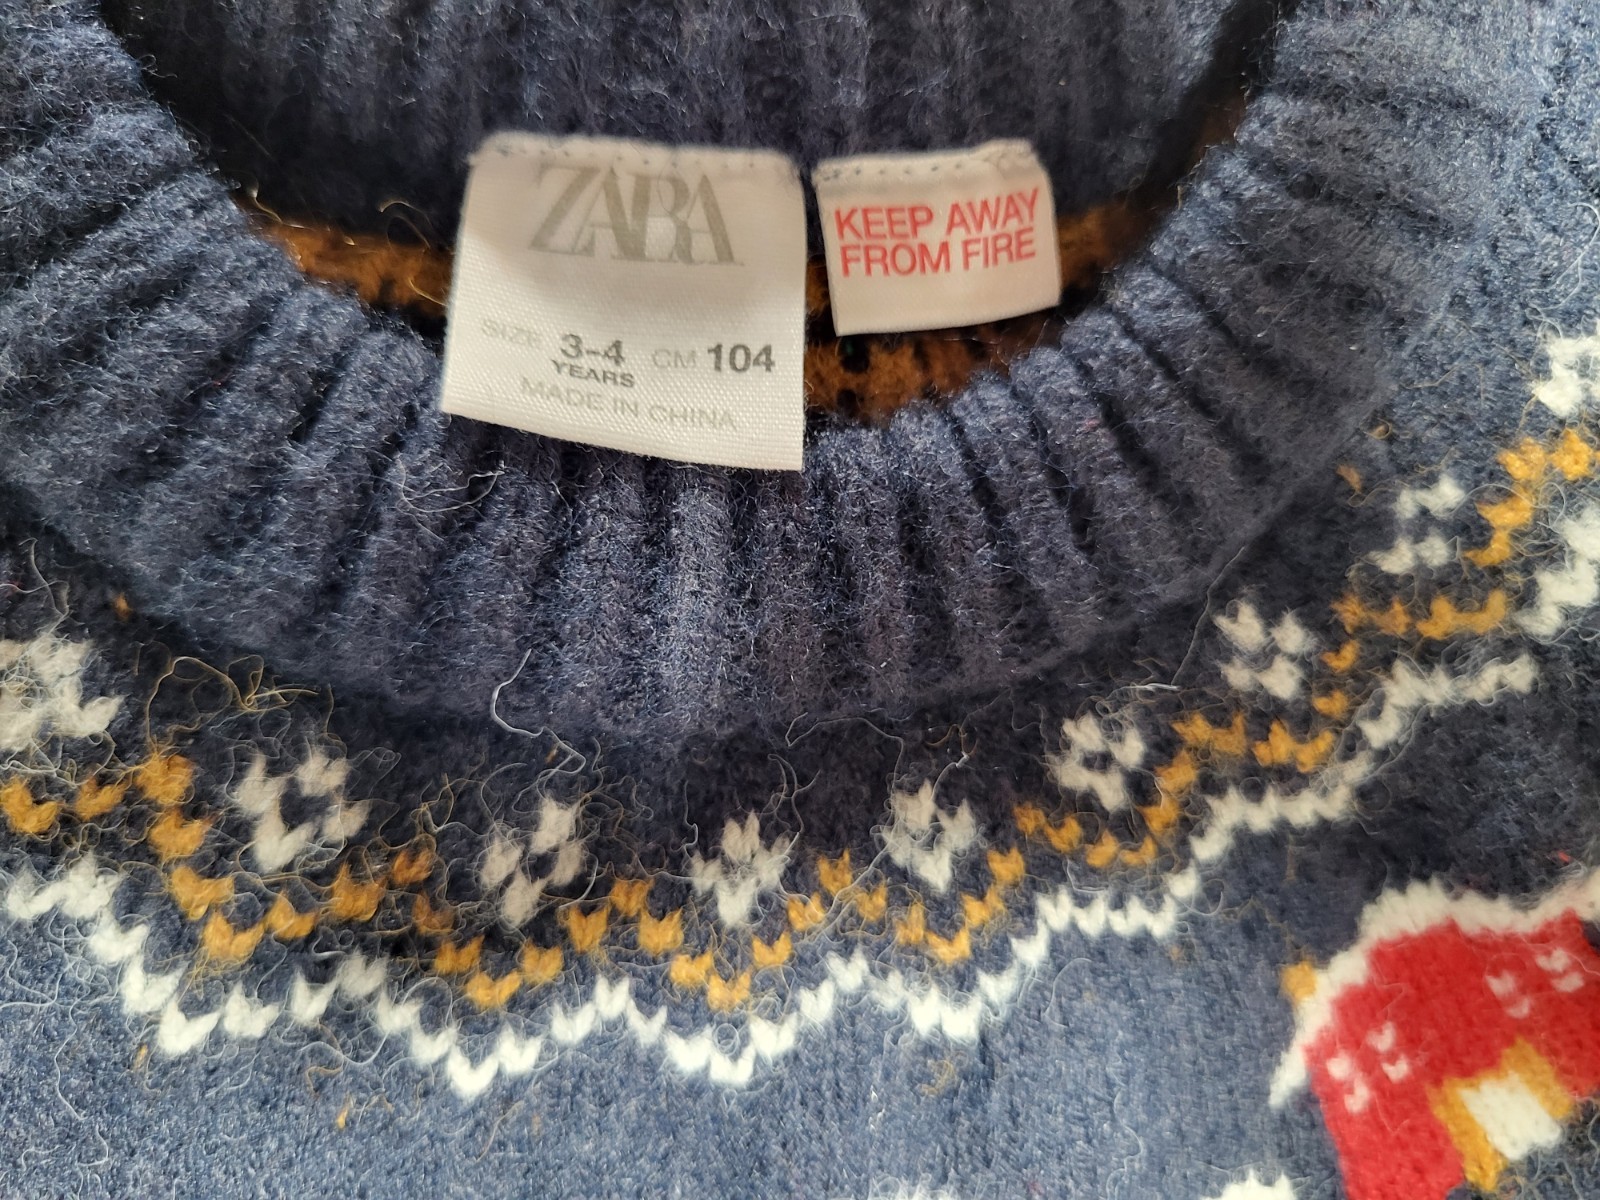 ZARA
SIZE 3-4 CM 104
YEARS
MADE IN CHINA
KEEP AWAY
FROM FIRE